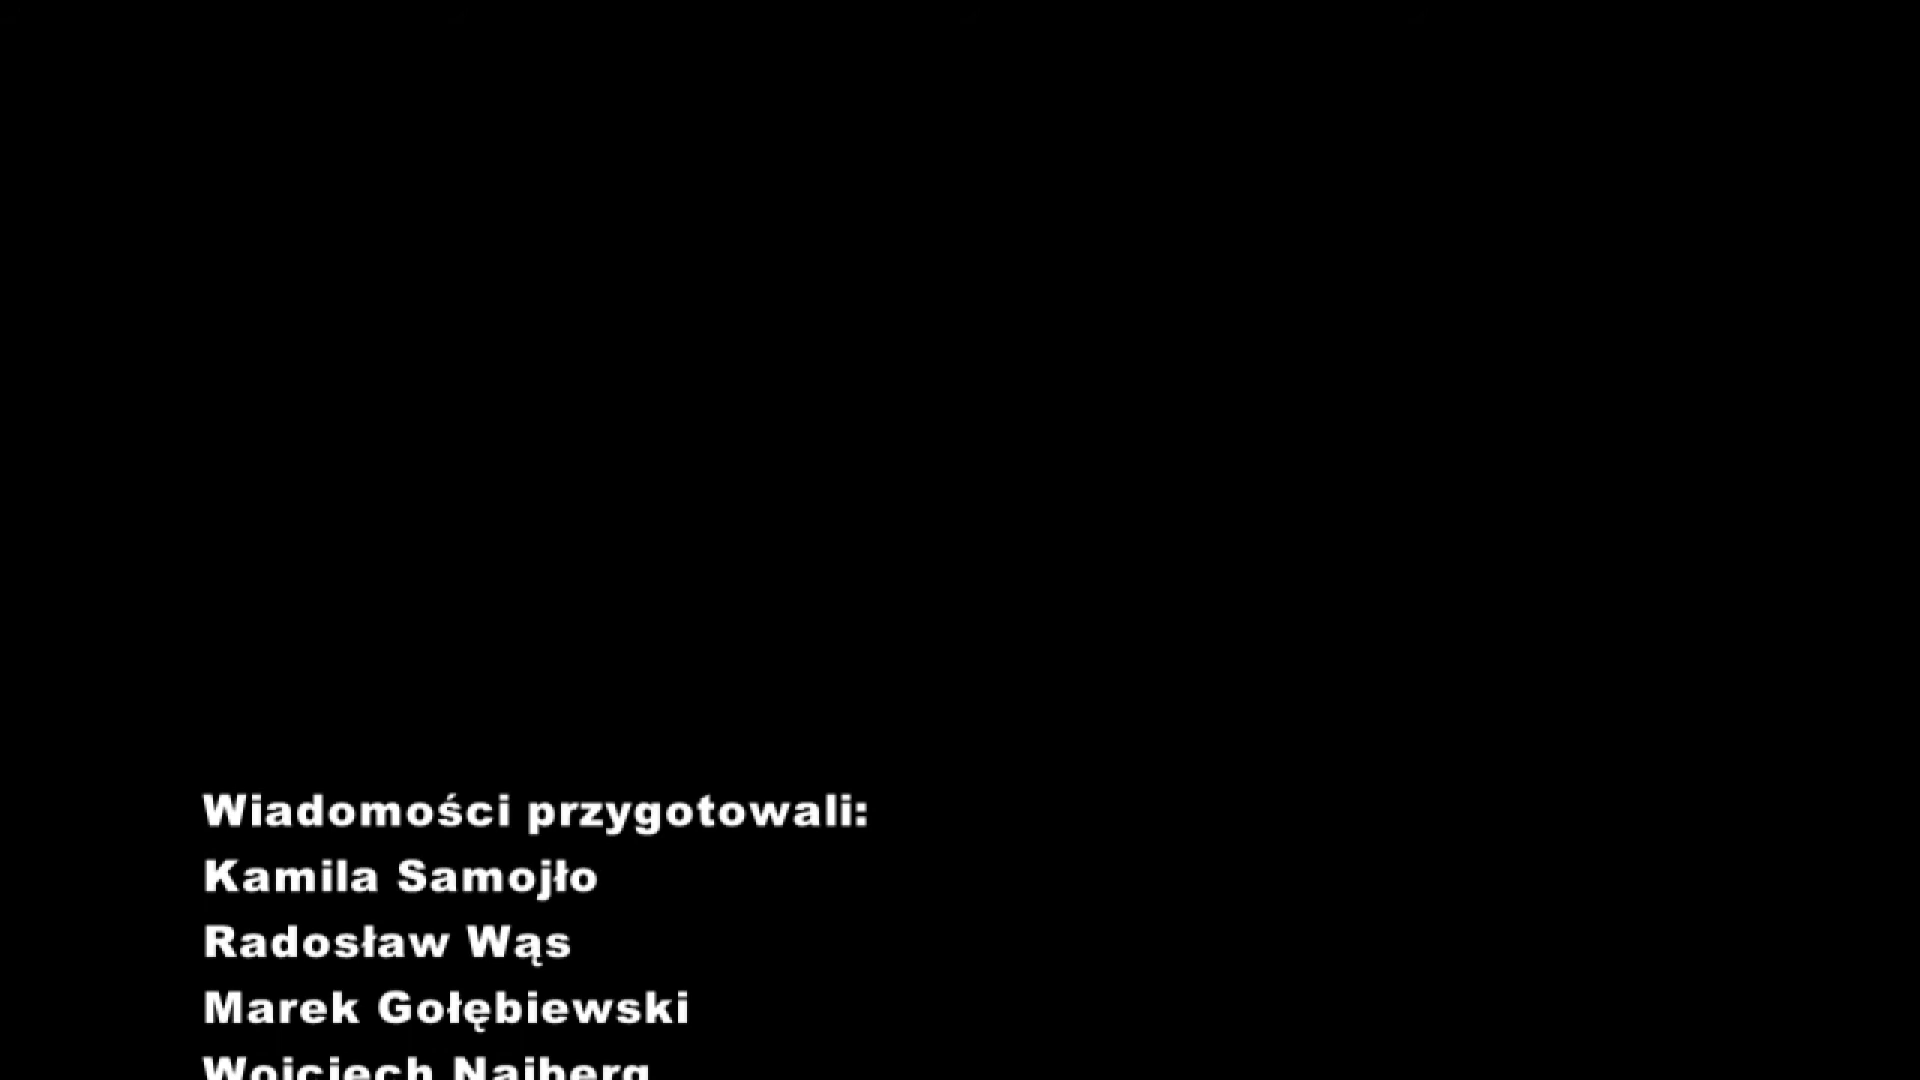 Wiadomości przygotowali:
Kamila Samojło
Radosław Wąs
Marek Gołębiewski
Wojciech Najberg